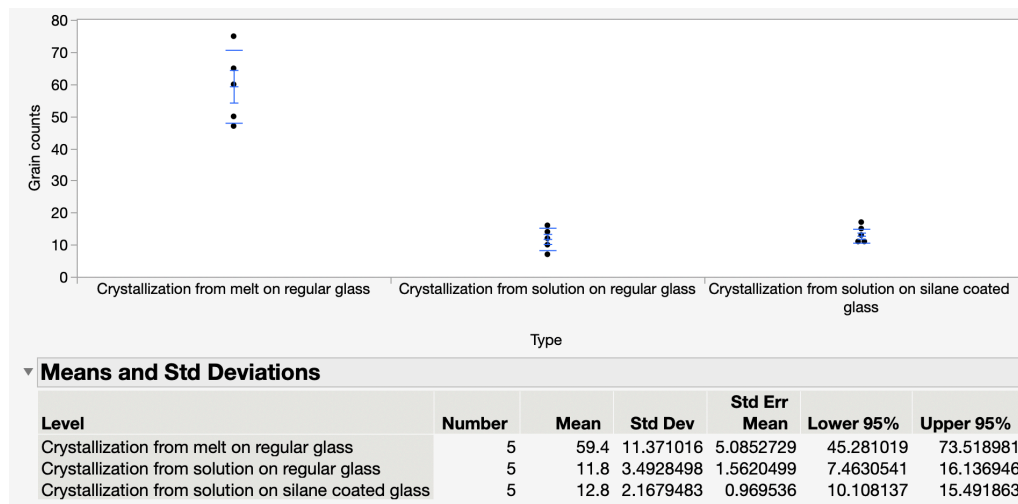 80
70
60
50
40
30
20
10
0
Grain counts
Crystallization from melt on regular glass Crystallization from solution on regular glass Crystallization from solution on silane coated
glass
Type
Means and Std Deviations
Std Err
Level Number Mean Std Dev Mean Lower 95% Upper 95%
Crystallization from melt on regular glass 5 59.4 11.371016 5.0852729 45.281019 73.518981
Crystallization from solution on regular glass 5 11.8 3.4928498 1.5620499 7.4630541 16.136946
Crystallization from solution on silane coated glass 5 12.8 2.1679483 0.969536 10.108137 15.491863